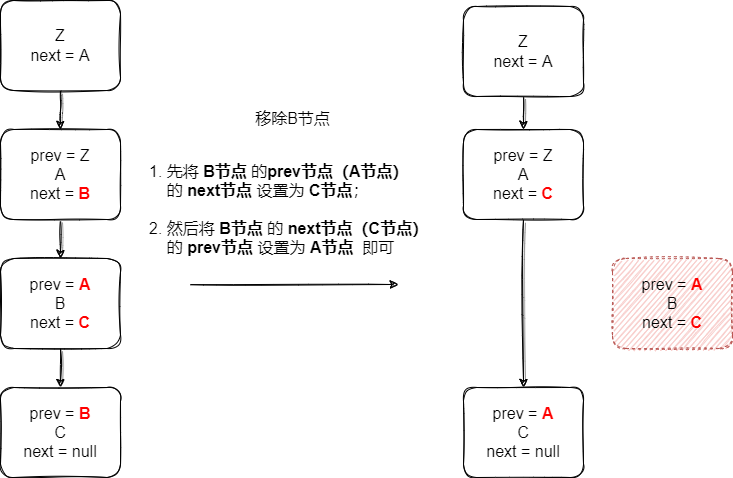 Z
next = A
prev = Z
A
next = B
prev = A
B
next = C
prev = B
C
next = null
移除B节点
1. 先将 B节点 的prev节点（A节点）
的 next节点 设置为 C节点；
2. 然后将 B节点 的 next节点（C节点）
的 prev节点 设置为 A节点 即可
Z
next = A
prev = Z
A
next = C
prev = A
C
next = null
prev = A
B
next = C